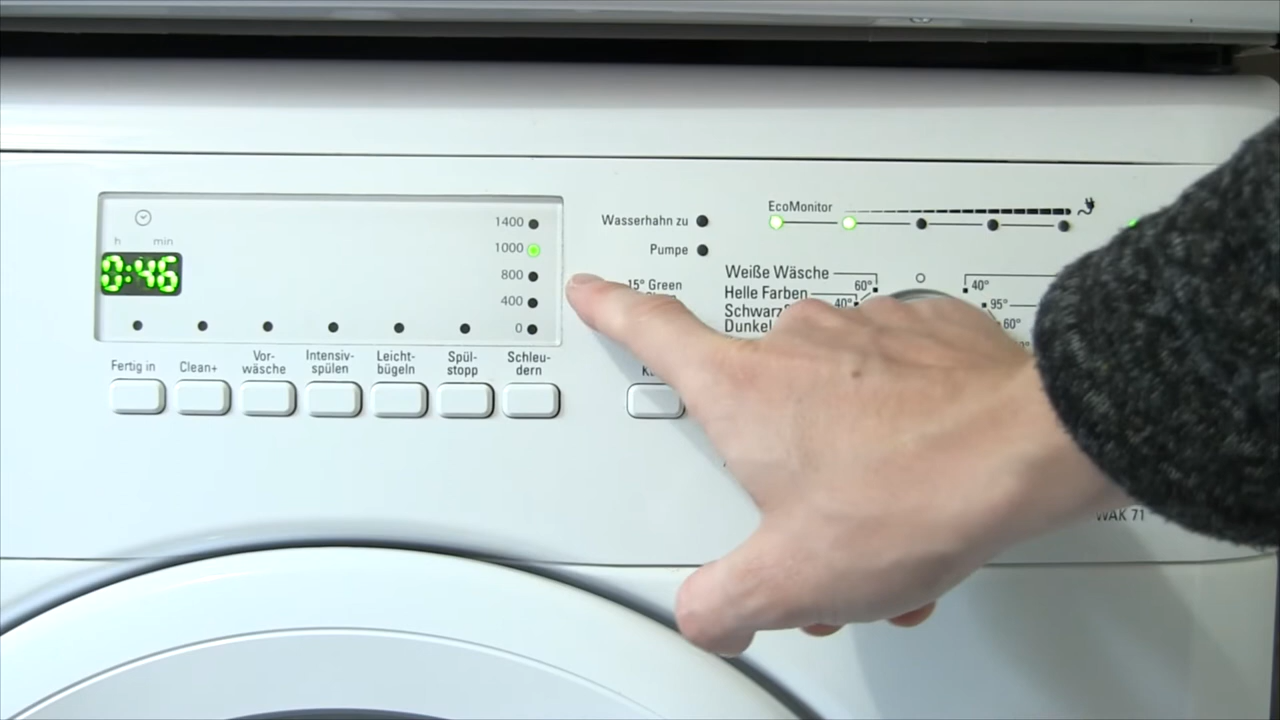 h min
0:46
1400
1000
800
400
0
Fertig in
Clean+
Vor-
wäsche
Intensiv-
spülen
Leicht-
bügeln
Spül-
stopp
Schleu-
dern
Wasserhahn zu
Pumpe
15° Green
EcoMonitor
Weiße Wäsche
Helle Farben
60°
40°
40°
95°
60°
WAK 71